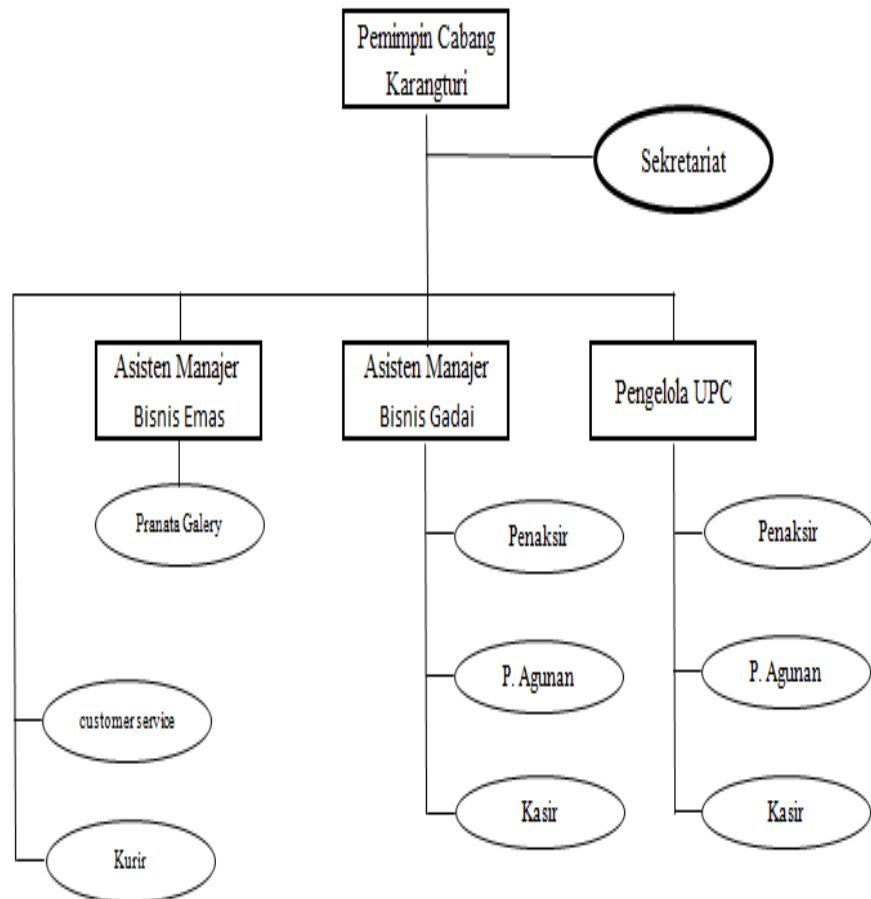 Pemimpin Cabang
Karangturi
Sekretariat
Asisten Manajer
Bisnis Emas
Asisten Manajer
Bisnis Gadai
Pengelola UPC
Pranata Galery
Penaksir
Penaksir
P. Agunan
P. Agunan
customer service
Kasir
Kasir
Kurir